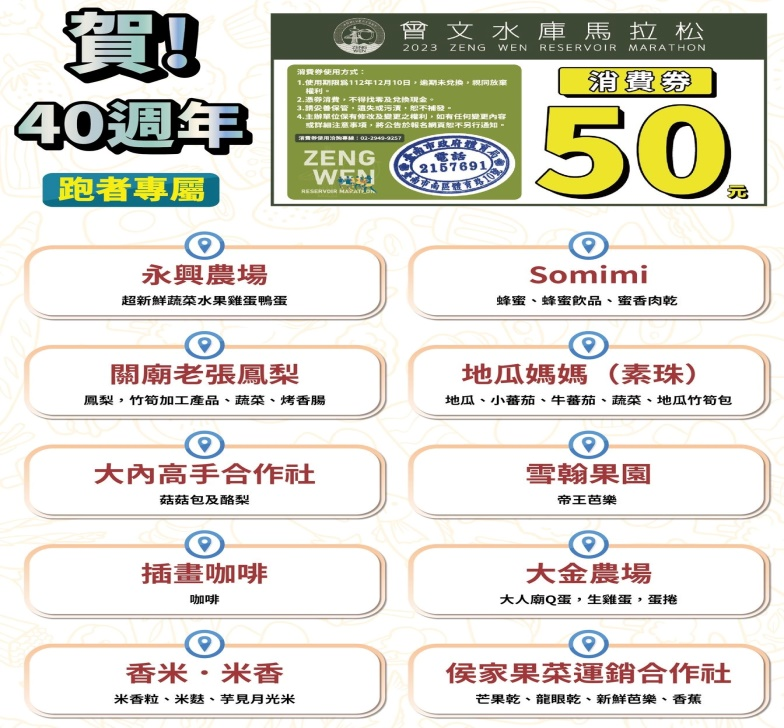 賀!
40週年
跑者專屬
曾文水庫馬拉松
2023 ZENG WEN RESERVOIR MARATHON
消費券使用方式：
1.使用期限為112年12月10日，逾期未兌換，視同放棄
權利。
2.憑券消費，不得找零及兌換現金。
3.請妥善保管，遺失或污漬，恕不補發。
4.主辦單位保有修改及變更之權利，如有任何變更內容
或詳細注意事項，將公告於報名網頁恕不另行通知。
消費券使用洽詢專線：02-2949-9257
ZENG
WEN
RESERVOIR MARATHON
臺南市政府體育局
電話
2157691
臺南市南區體育路10號
消費券
50元
永興農場
超新鮮蔬菜水果雞蛋鴨蛋
Somimi
蜂蜜、蜂蜜飲品、蜜香肉乾
關廟老張鳳梨
鳳梨，竹筍加工產品、蔬菜、烤香腸
地瓜媽媽（素珠）
地瓜、小蕃茄、牛蕃茄、蔬菜、地瓜竹筍包
大內高手合作社
菇菇包及酪梨
雪翰果園
帝王芭樂
插畫咖啡
咖啡
大金農場
大人廟Q蛋，生雞蛋，蛋捲
香米・米香
米香粒、米麩、芋見月光米
侯家果菜運銷合作社
芒果乾、龍眼乾、新鮮芭樂、香蕉